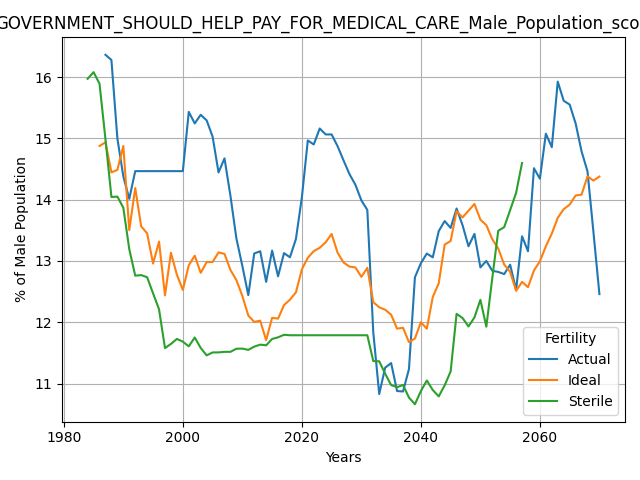 GOVERNMENT_SHOULD_HELP_PAY_FOR_MEDICAL_CARE_Male_Population_sco
% of Male Population
16
15
14
13
12
11
1980
2000
2020
2040
2060
Years
Fertility
Actual
Ideal
Sterile